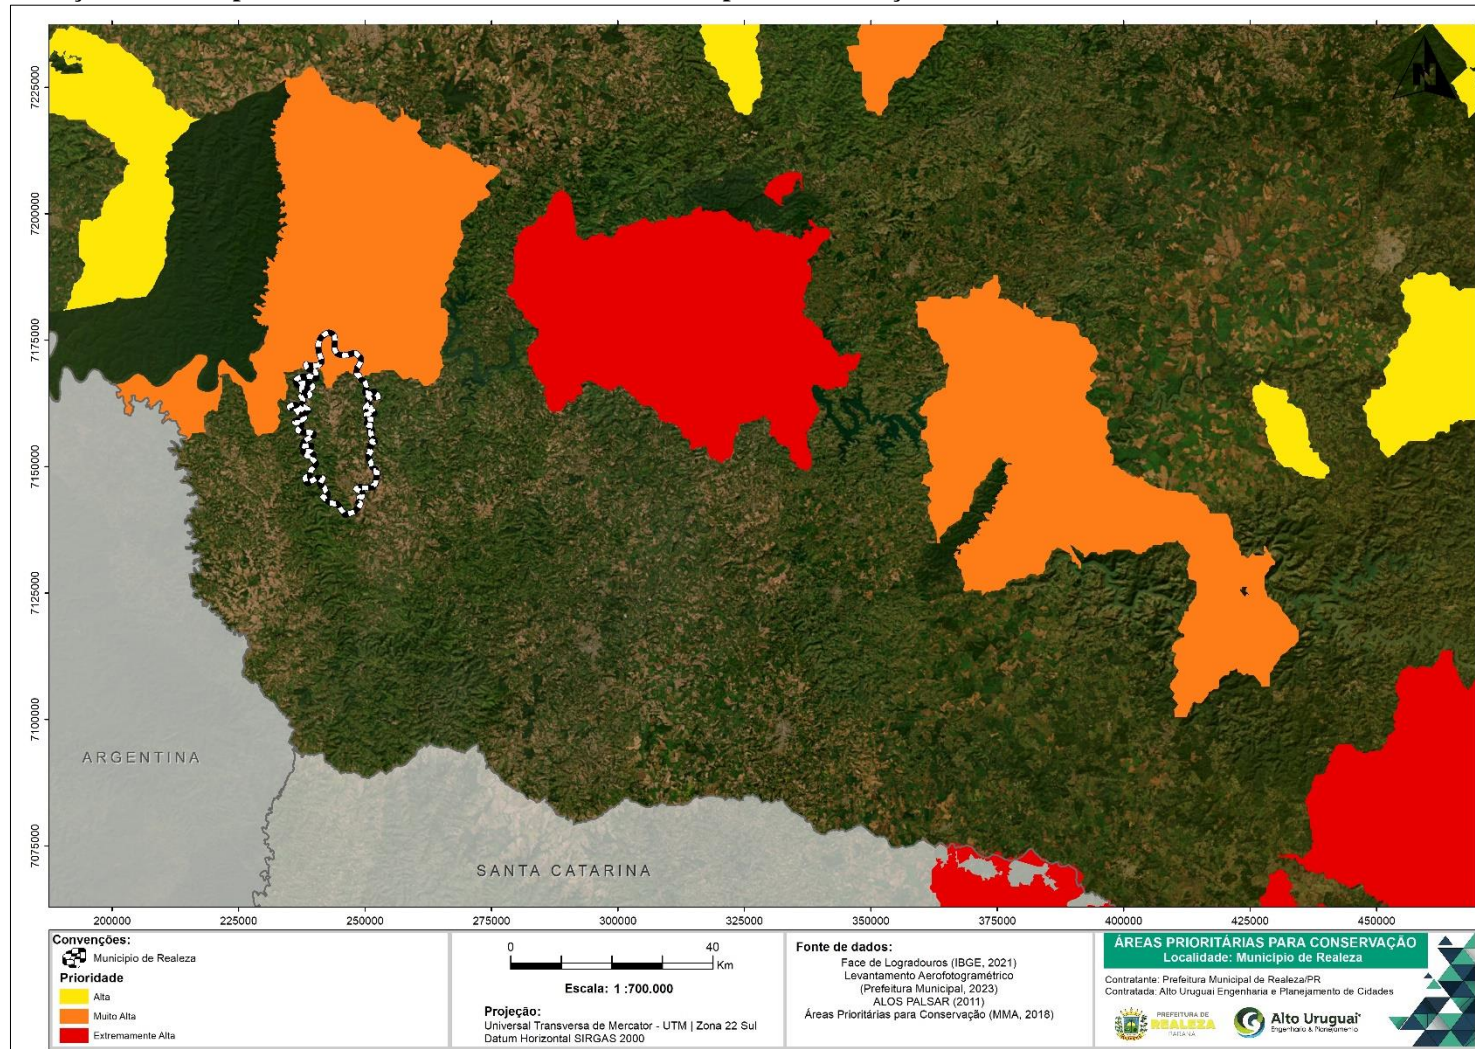 N
7225000
7200000
7175000
7150000
7125000
7100000
7075000
ARGENTINA
SANTA CATARINA
200000 225000 250000 275000 300000 325000 350000 375000 400000 425000 450000
Convenções:
Município de Realeza
Prioridade
Alta
Muito Alta
Extremamente Alta
0 40
Km
Escala: 1 :700.000
Projeção:
Universal Transversa de Mercator - UTM | Zona 22 Sul
Datum Horizontal SIRGAS 2000
Fonte de dados:
Face de Logradouros (IBGE, 2021)
Levantamento Aerofotogramétrico
(Prefeitura Municipal, 2023)
ALOS PALSAR (2011)
Áreas Prioritárias para Conservação (MMA, 2018)
ÁREAS PRIORITÁRIAS PARA CONSERVAÇÃO
Localidade: Município de Realeza
Contratante: Prefeitura Municipal de Realeza/PR
Contratada: Alto Uruguai Engenharia e Planejamento de Cidades
PREFEITURA DE
REALEZA
PARANÁ
Alto Uruguai
Engenharia & Planejamento